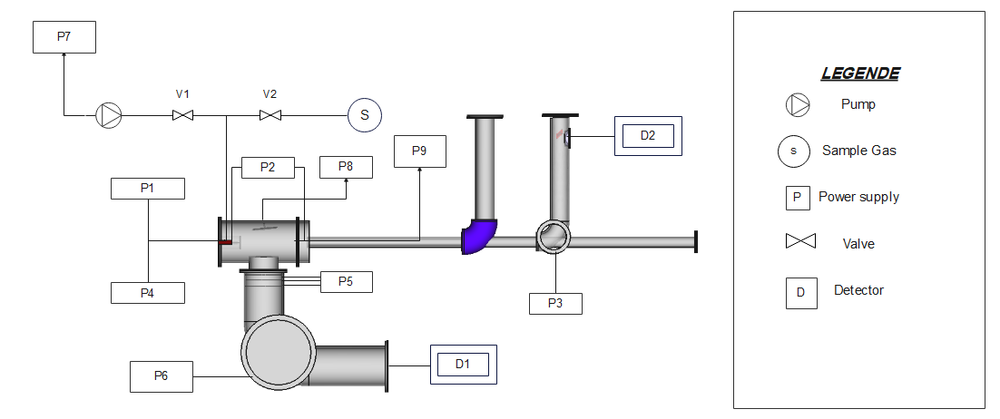 P7
V1
V2
S
D2
P9
P2
P8
P1
P4
P5
P3
P6
D1
LEGENDE
Pump
S
Sample Gas
P
Power supply
Valve
D
Detector